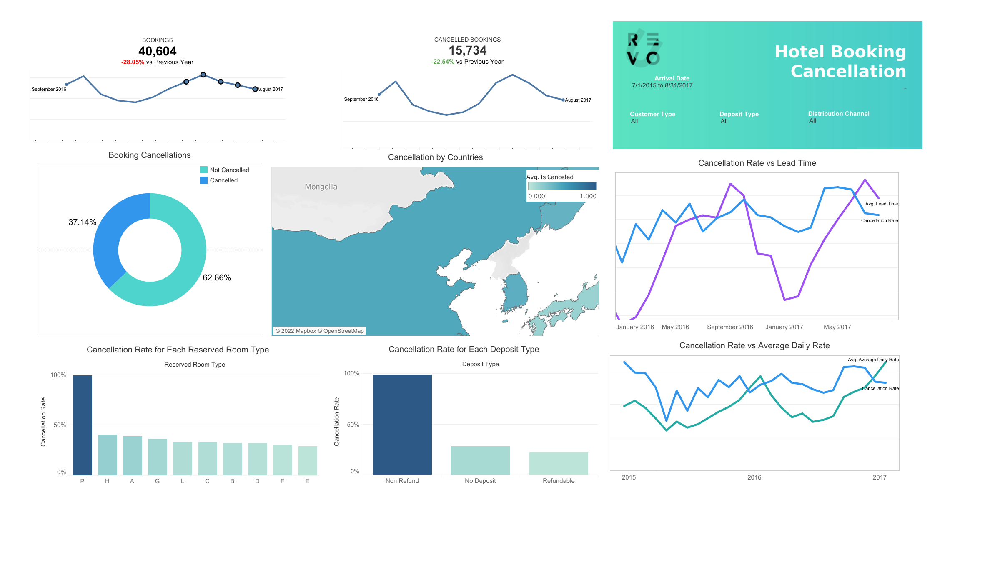 BOOKINGS
40,604
-28.05% vs Previous Year
September 2016
August 2017
CANCELLED BOOKINGS
15,734
-22.54% vs Previous Year
September 2016
August 2017
RE
VO
Hotel Booking
Cancellation
..
Arrival Date
7/1/2015 to 8/31/2017
Customer Type
All
Deposit Type
All
Distribution Channel
All
Booking Cancellations
Not Cancelled
Cancelled
37.14%
62.86%
Cancellation by Countries
Mongolia
Avg. Is Canceled
0.000 1.000
© 2022 Mapbox © OpenStreetMap
Cancellation Rate vs Lead Time
Avg. Lead Time
Cancellation Rate
January 2016 May 2016 September 2016 January 2017 May 2017
Cancellation Rate for Each Reserved Room Type
Reserved Room Type
Cancellation Rate
100%
50%
0%
P H A G L C B D F E
Cancellation Rate for Each Deposit Type
Deposit Type
Cancellation Rate
100%
50%
0%
Non Refund No Deposit Refundable
Cancellation Rate vs Average Daily Rate
Avg. Average Daily Rate
Cancellation Rate
2015 2016 2017